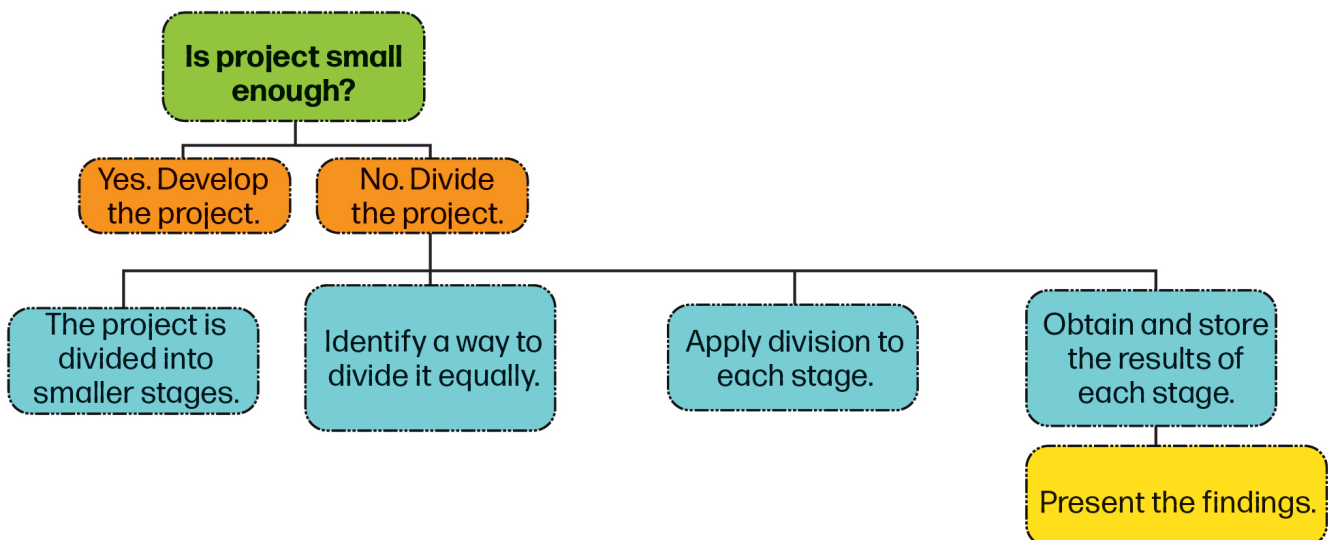 Is project small
enough?
Yes. Develop
the project.
No. Divide
the project.
The project is
divided into
smaller stages.
Identify a way to
divide it equally.
Apply division to
each stage.
Obtain and store
the results of
each stage.
Present the findings.